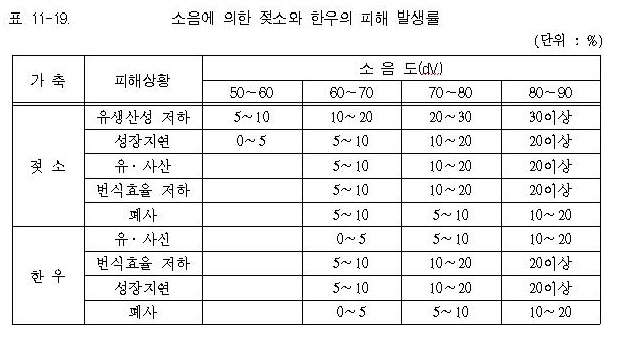 표 11-19. 소음에 의한 젖소와 한우의 피해 발생률
(단위 : %)
가 축 피해상황 소 음 도(dV)
50~60 60~70 70~80 80~90
젖 소
유생산성 저하 5~10 10~20 20~30 30이상
성장지연 0~5 5~10 10~20 20이상
유·사산 5~10 10~20 20이상
번식효율 저하 5~10 10~20 20이상
폐사 5~10 5~10 10~20
한 우
유·사선 0~5 5~10 10~20
번식효율 저하 5~10 10~20 20이상
성장지연 5~10 10~20 20이상
폐사 0~5 5~10 10~20